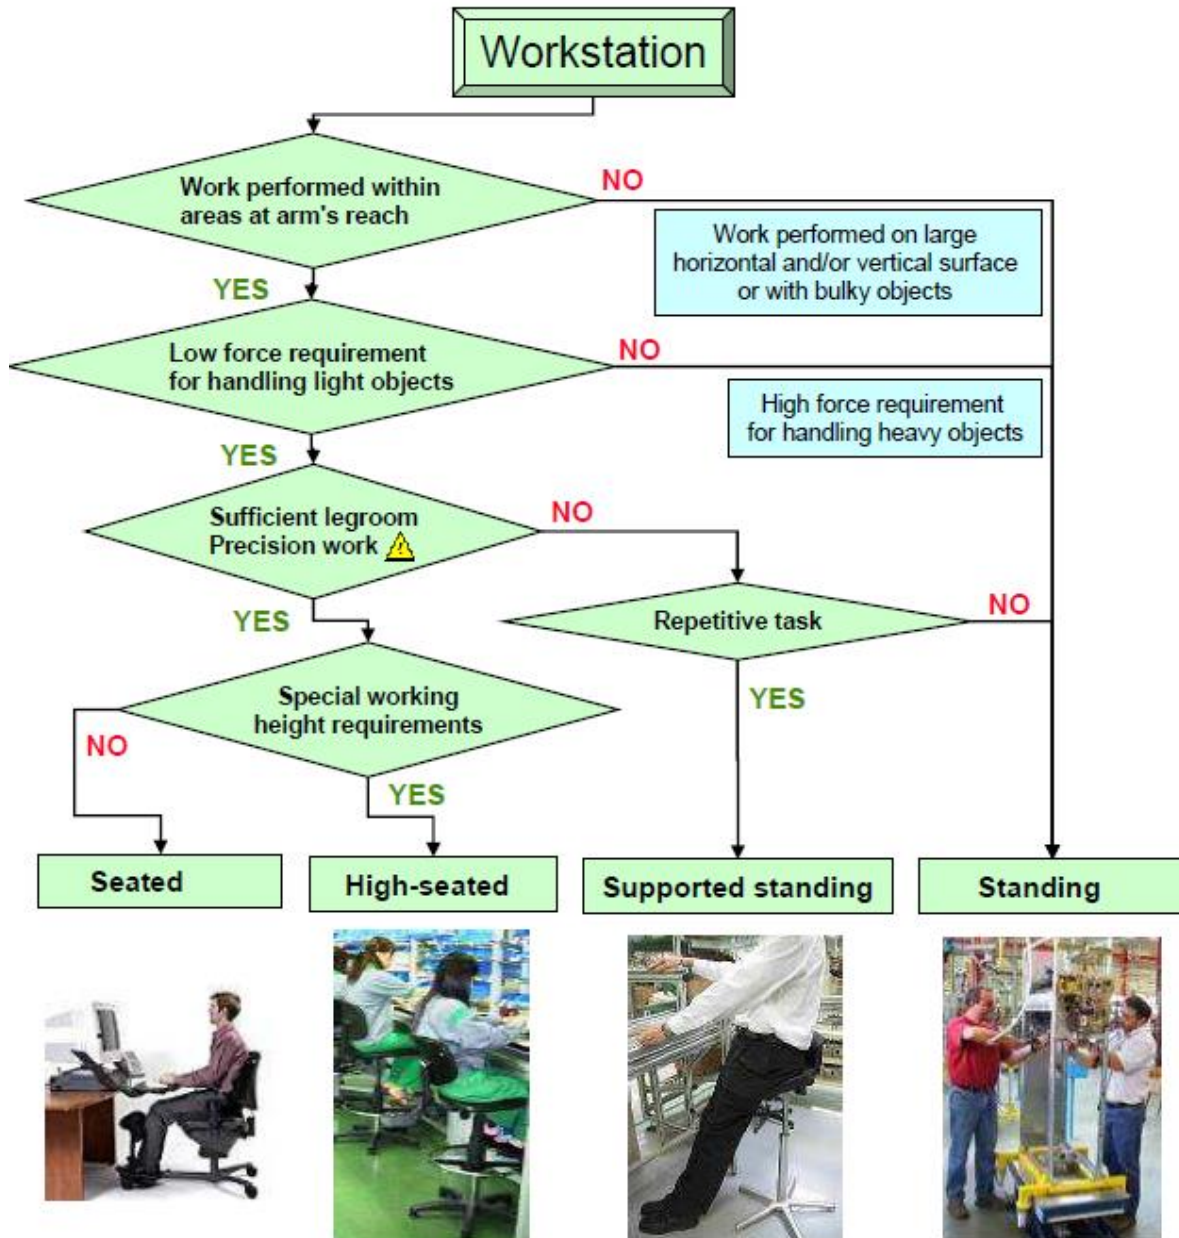 Workstation
Work performed within
areas at arm's reach
NO
Work performed on large
horizontal and/or vertical surface
or with bulky objects
YES
Low force requirement
for handling light objects
NO
High force requirement
for handling heavy objects
YES
Sufficient legroom
Precision work
NO
YES
Repetitive task
NO
YES
Special working
height requirements
NO
YES
Seated
High-seated
Supported standing
Standing